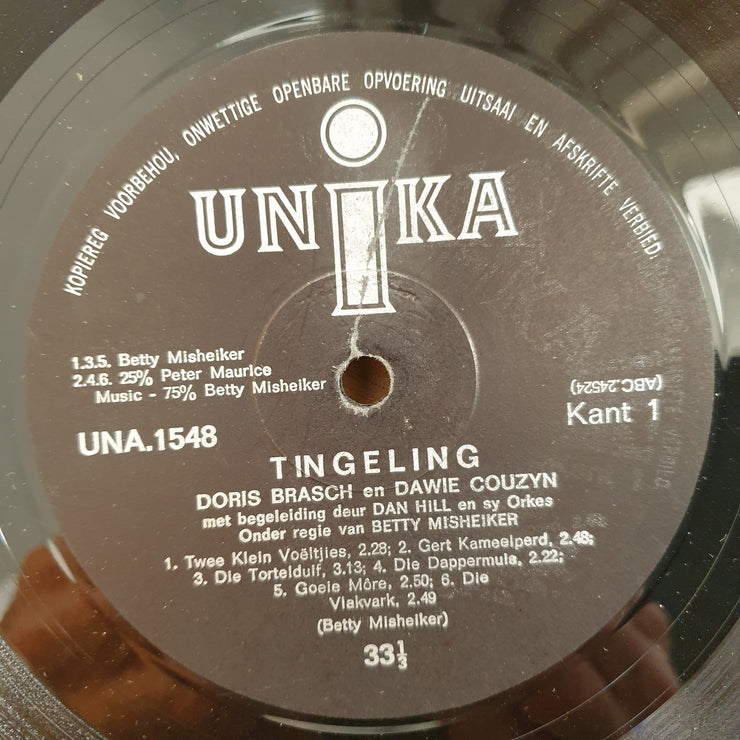 KOPIEREG VOORBEHOU, ONWETTIGE OPENBARE OPVOERING UITSAAI EN AFSKRIFTE VERBIED.
UNiKA
1.3.5. Betty Misheiker
2.4.6. 25% Peter Maurice
Music - 75% Betty Misheiker
(ABC.24524)
Kant 1
UNA.1548
TINGELING
DORIS BRASCH en DAWIE COUZYN
met begeleiding deur DAN HILL en sy Orkes
Onder regie van BETTY MISHEIKER
1. Twee Klein Voëltjies, 2.28; 2. Gert Kameelperd, 2.48;
3. Die Tortelduif, 3.13; 4. Die Dappermuis, 2.22;
5. Goeie Môre, 2.50; 6. Die
Vlakvark, 2.49
(Betty Misheiker)
33⅓